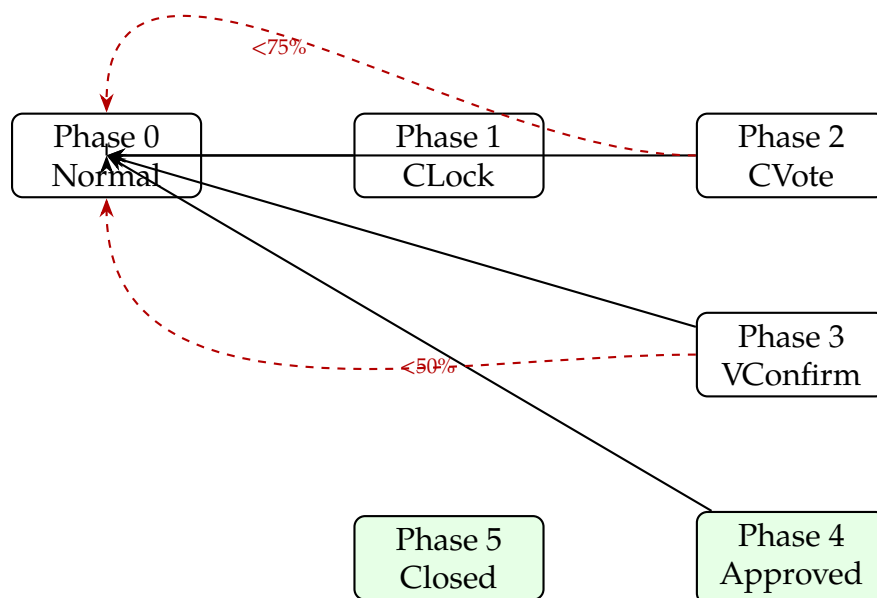 <75%
Phase 0
Normal
Phase 1
CLock
Phase 2
CVote
Phase 3
VConfirm
<50%
Phase 5
Closed
Phase 4
Approved